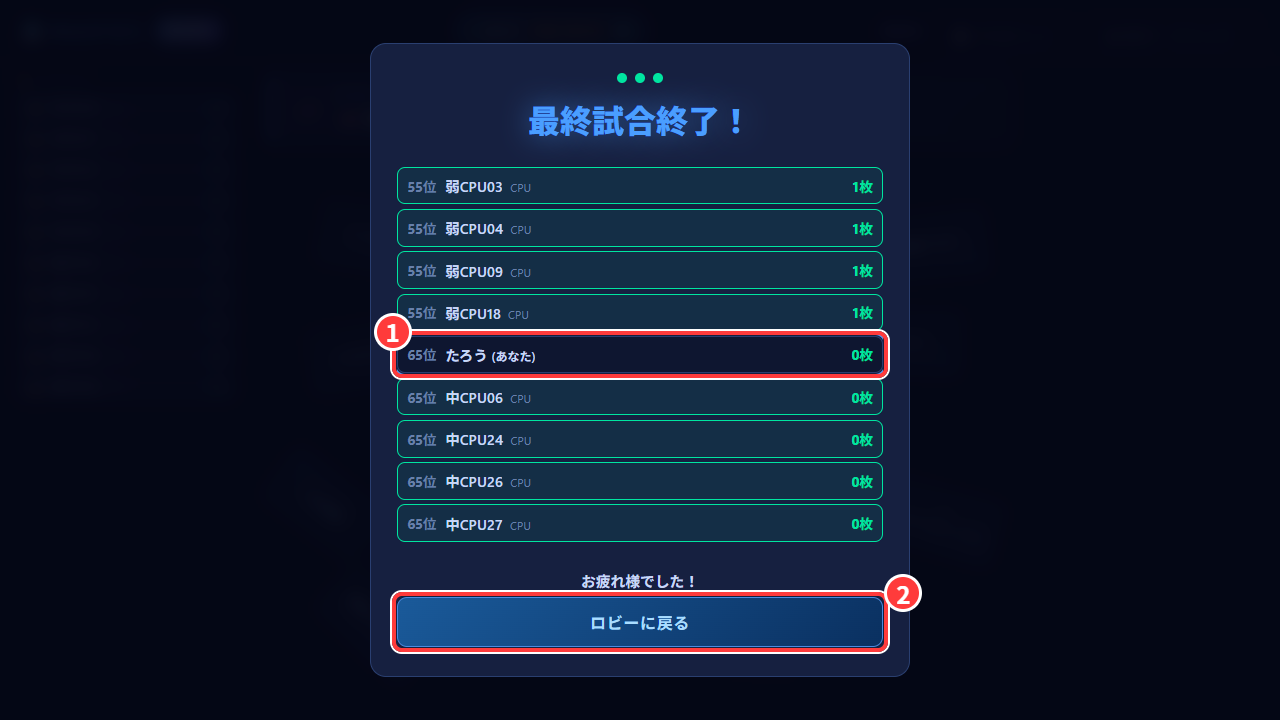 最終試合終了！
55位 弱CPU03 CPU 1枚
55位 弱CPU04 CPU 1枚
55位 弱CPU09 CPU 1枚
55位 弱CPU18 CPU 1枚
1
65位 たろう (あなた) 0枚
65位 中CPU06 CPU 0枚
65位 中CPU24 CPU 0枚
65位 中CPU26 CPU 0枚
65位 中CPU27 CPU 0枚
お疲れ様でした！
2
ロビーに戻る